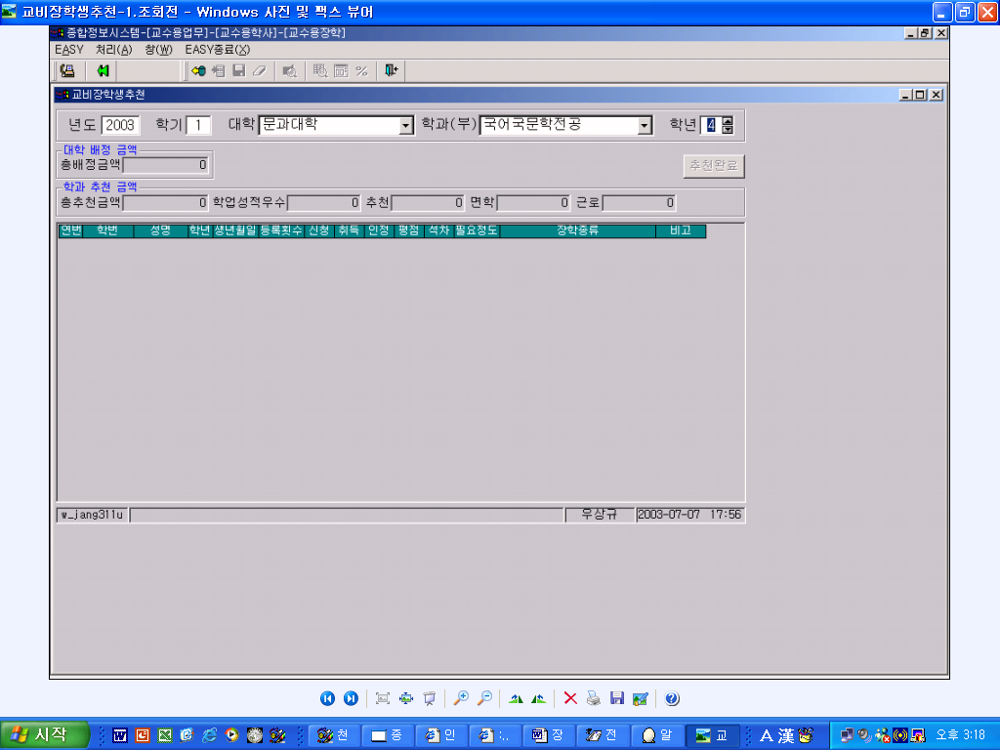 교비장학생추천-1.조회전 - Windows 사진 및 팩스 뷰어
종합정보시스템-[교수용업무]-[교수용학사]-[교수용장학]
EASY 처리(A) 창(W) EASY종료(X)
교비장학생추천
년도 2003 학기 1 대학 문과대학 학과(부) 국어국문학전공 학년 4
대학 배정 금액
총배정금액 0 추천완료
학과 추천 금액
총추천금액 0 학업성적우수 0 추천 0 면학 0 근로 0
연번 학번 성명 학년 생년월일 등록횟수 신청 취득 인정 평점 석차 필요정도 장학종류 비고
w_jang311u 우상규 2003-07-07 17:56
시작 천 종 인 :.. 장 전 알 교 A 漢 오후 3:18